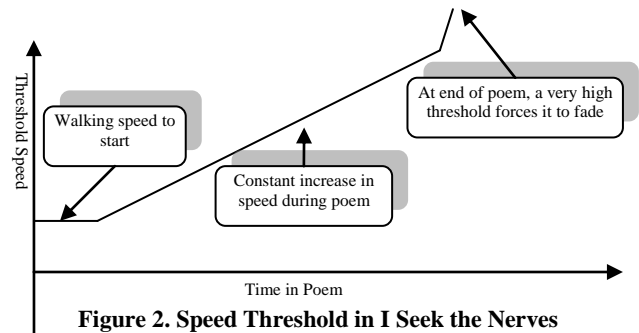 Threshold Speed
Walking speed to
start
Constant increase in
speed during poem
At end of poem, a very high
threshold forces it to fade
Time in Poem
Figure 2. Speed Threshold in I Seek the Nerves